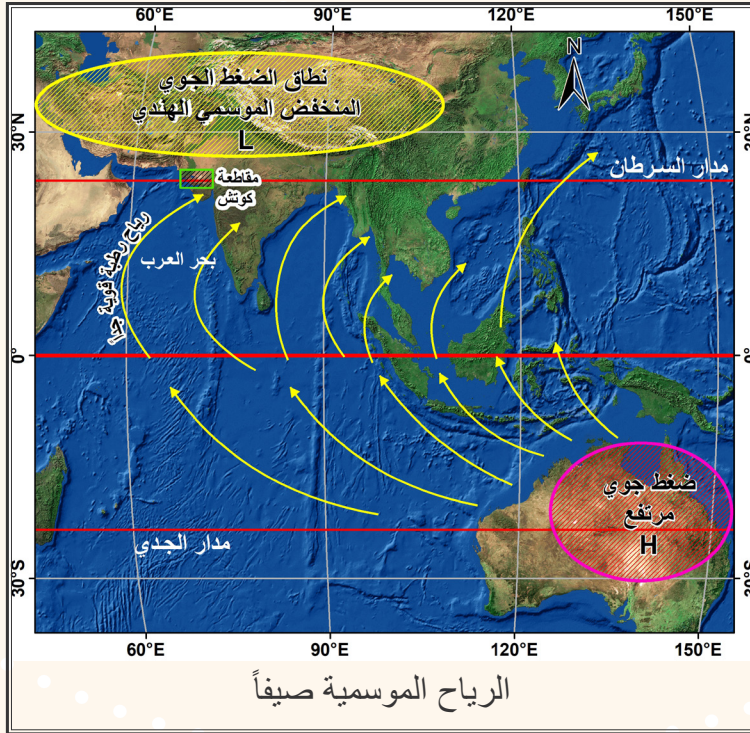 60°E
90°E
120°E
150°E
N
نطاق الضغط الجوي
المنخفض الموسمي الهندي
L
30°N
30°N
مدار السرطان
مقاطعة
كوتش
رياح رطبة قوية جدا
بحر العرب
0°
0°
ضغط جوي
مرتفع
H
مدار الجدي
30°S
30°S
60°E
90°E
120°E
150°E
الرياح الموسمية صيفاً